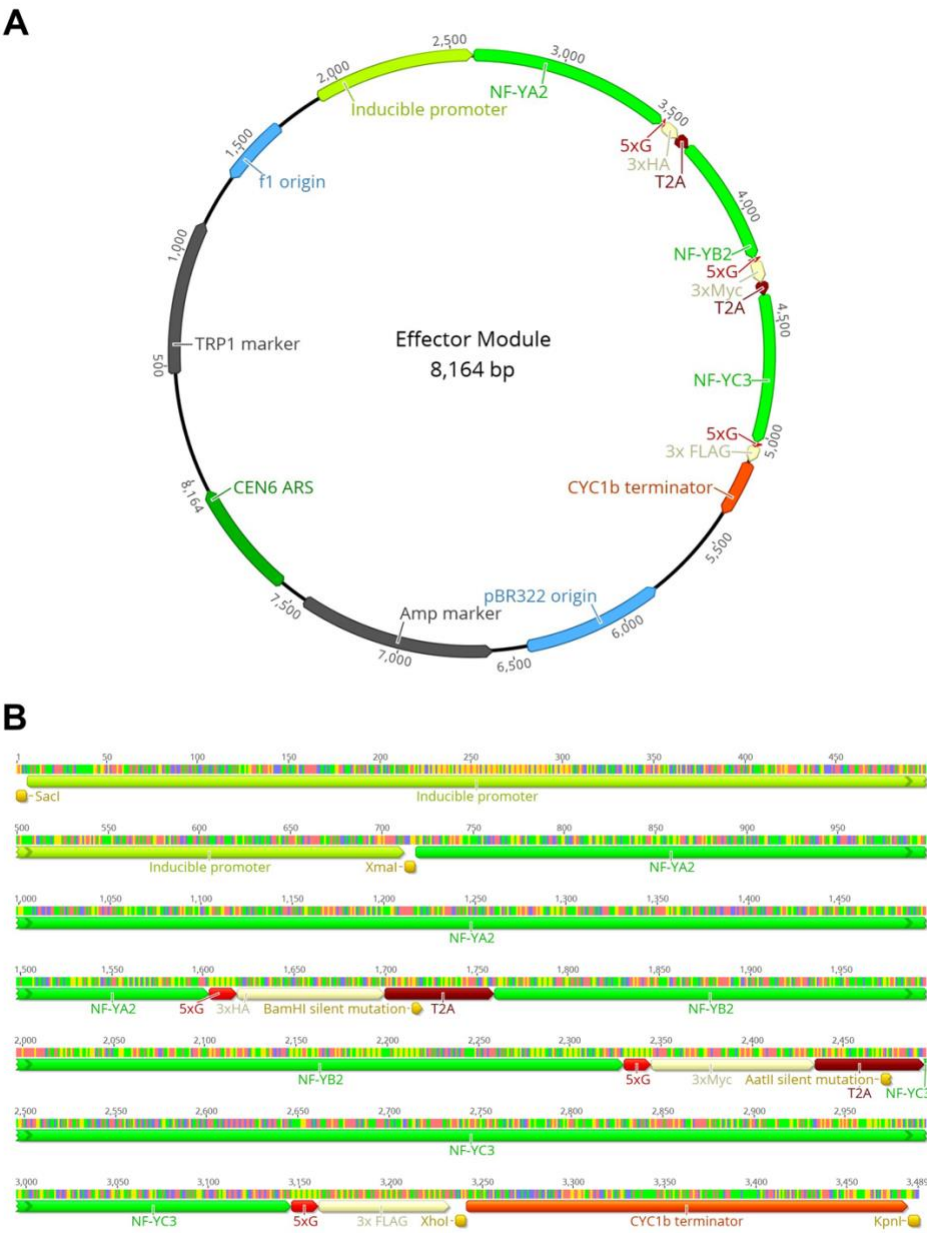 A
2,500
2,000
3,000
NF-YA2
Inducible promoter
3,500
5xG
3xHA
T2A
1,500
f1 origin
4,000
NF-YB2
5xG
3xMyc
T2A
1,000
4,500
Effector Module
8,164 bp
TRP1 marker
500
NF-YC3
5xG
5,000
3x FLAG
CYC1b terminator
CEN6 ARS
8,164
5,500
pBR322 origin
7,500
Amp marker
6,000
7,000
6,500
B
1 50 100 150 200 250 300 350 400 450
SacI Inducible promoter
500 550 600 650 700 750 800 850 900 950
Inducible promoter XmaI NF-YA2
1,000 1,050 1,100 1,150 1,200 1,250 1,300 1,350 1,400 1,450
NF-YA2
1,500 1,550 1,600 1,650 1,700 1,750 1,800 1,850 1,900 1,950
NF-YA2 5xG 3xHA BamHI silent mutation T2A NF-YB2
2,000 2,050 2,100 2,150 2,200 2,250 2,300 2,350 2,400 2,450
NF-YB2 5xG 3xMyc AatII silent mutation T2A NF-YC3
2,500 2,550 2,600 2,650 2,700 2,750 2,800 2,850 2,900 2,950
NF-YC3
3,000 3,050 3,100 3,150 3,200 3,250 3,300 3,350 3,400 3,450 3,489
NF-YC3 5xG 3x FLAG XhoI CYC1b terminator KpnI